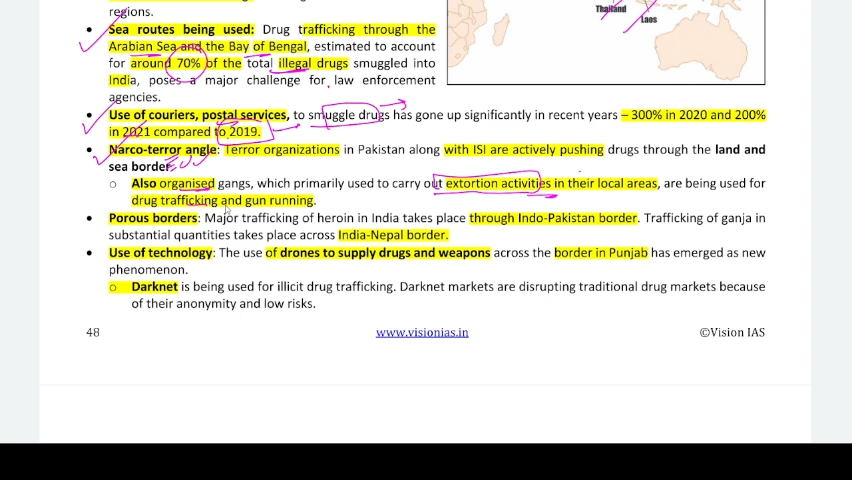 regions.
Thailand
Laos
• Sea routes being used: Drug trafficking through the
Arabian Sea and the Bay of Bengal, estimated to account
for around 70% of the total illegal drugs smuggled into
India, poses a major challenge for law enforcement
agencies.
• Use of couriers, postal services, to smuggle drugs has gone up significantly in recent years – 300% in 2020 and 200%
in 2021 compared to 2019.
• Narco-terror angle: Terror organizations in Pakistan along with ISI are actively pushing drugs through the land and
sea border.
o Also organised gangs, which primarily used to carry out extortion activities in their local areas, are being used for
drug trafficking and gun running.
• Porous borders: Major trafficking of heroin in India takes place through Indo-Pakistan border. Trafficking of ganja in
substantial quantities takes place across India-Nepal border.
• Use of technology: The use of drones to supply drugs and weapons across the border in Punjab has emerged as new
phenomenon.
o Darknet is being used for illicit drug trafficking. Darknet markets are disrupting traditional drug markets because
of their anonymity and low risks.
48 www.visionias.in ©Vision IAS